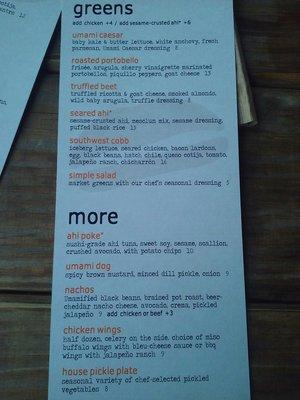 greens
add chicken +4 / add sesame-crusted ahi* +6
umami caesar
baby kale & butter lettuce, white anchovy, fresh
parmesan, Umami Caesar dressing 8
roasted portobello
frisée, arugula, sherry vinaigrette marinated
portobello, piquillo peppers, goat cheese 13
truffled beet
truffled ricotta & goat cheese, smoked almonds,
wild baby arugula, truffle dressing 8
seared ahi*
sesame-crusted ahi, mesclun mix, sesame dressing,
puffed black rice 13
southwest cobb
iceberg lettuce, seared chicken, bacon lardons,
egg, black beans, hatch chile, queso cotija, tomato,
jalapeño ranch, chicharrón 14
simple salad
market greens with our chef's seasonal dressing 5
more
ahi poke*
sushi-grade ahi tuna, sweet soy, sesame, scallion,
crushed avocado, with potato chips 10
umami dog
spicy brown mustard, minced dill pickle, onion 9
nachos
Umamified black beans, braised pot roast, beer-
cheddar nacho cheese, avocado, crema, pickled
jalapeño 9 add chicken or beef +3
chicken wings
half dozen, celery on the side, choice of miso
buffalo wings with bleu-cheese sauce or bbq
wings with jalapeño ranch 9
house pickle plate
seasonal variety of chef-selected pickled
vegetables 8